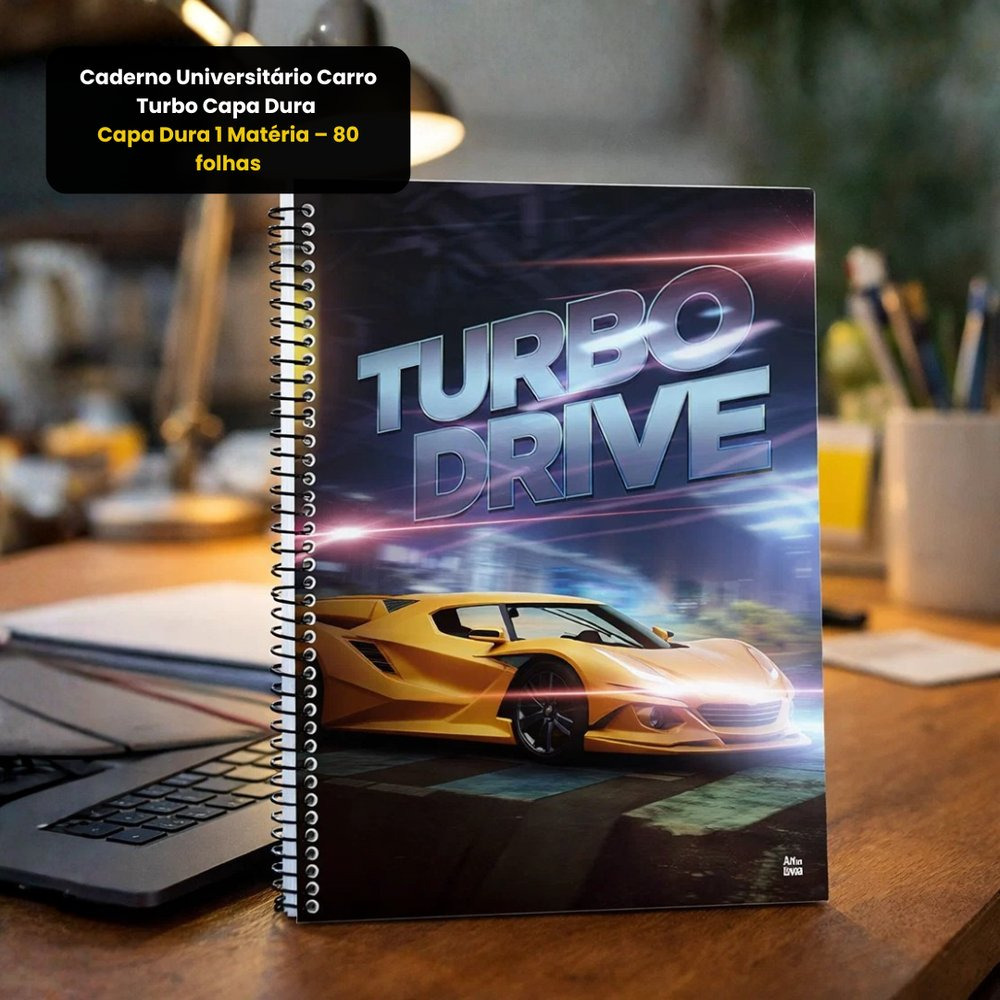 Caderno Universitário Carro
Turbo Capa Dura
Capa Dura 1 Matéria – 80
folhas
TURBO
DRIVE